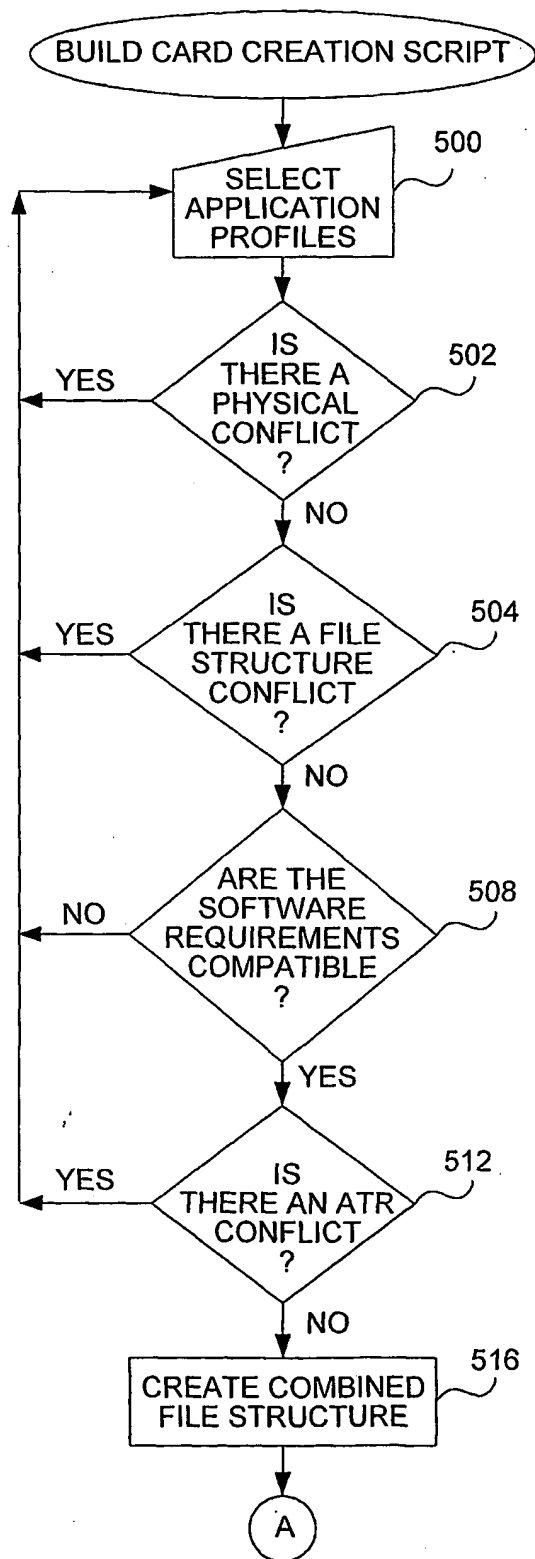 BUILD CARD CREATION SCRIPT
500
SELECT
APPLICATION
PROFILES
IS
THERE A
PHYSICAL
CONFLICT
?
502
YES
NO
IS
THERE A FILE
STRUCTURE
CONFLICT
?
504
YES
NO
ARE THE
SOFTWARE
REQUIREMENTS
COMPATIBLE
?
508
NO
YES
IS
THERE AN ATR
CONFLICT
?
512
YES
NO
516
CREATE COMBINED
FILE STRUCTURE
A